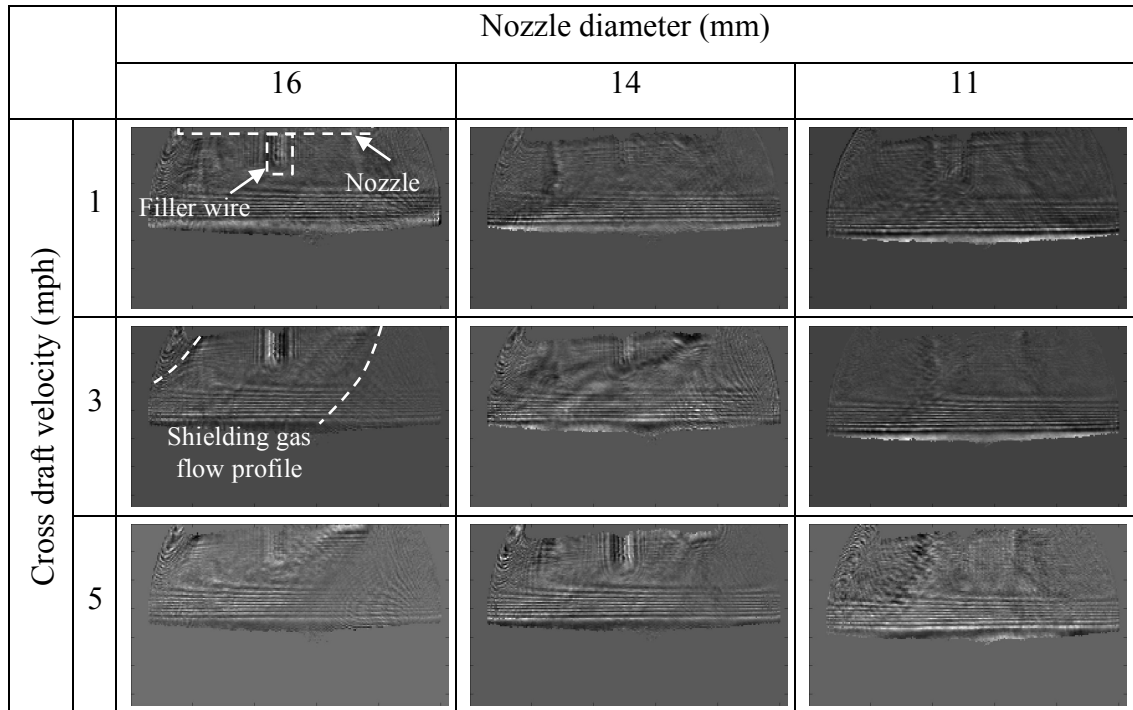 Nozzle diameter (mm)
16 14 11
Cross draft velocity (mph)
1
Nozzle
Filler wire
3
Shielding gas
flow profile
5